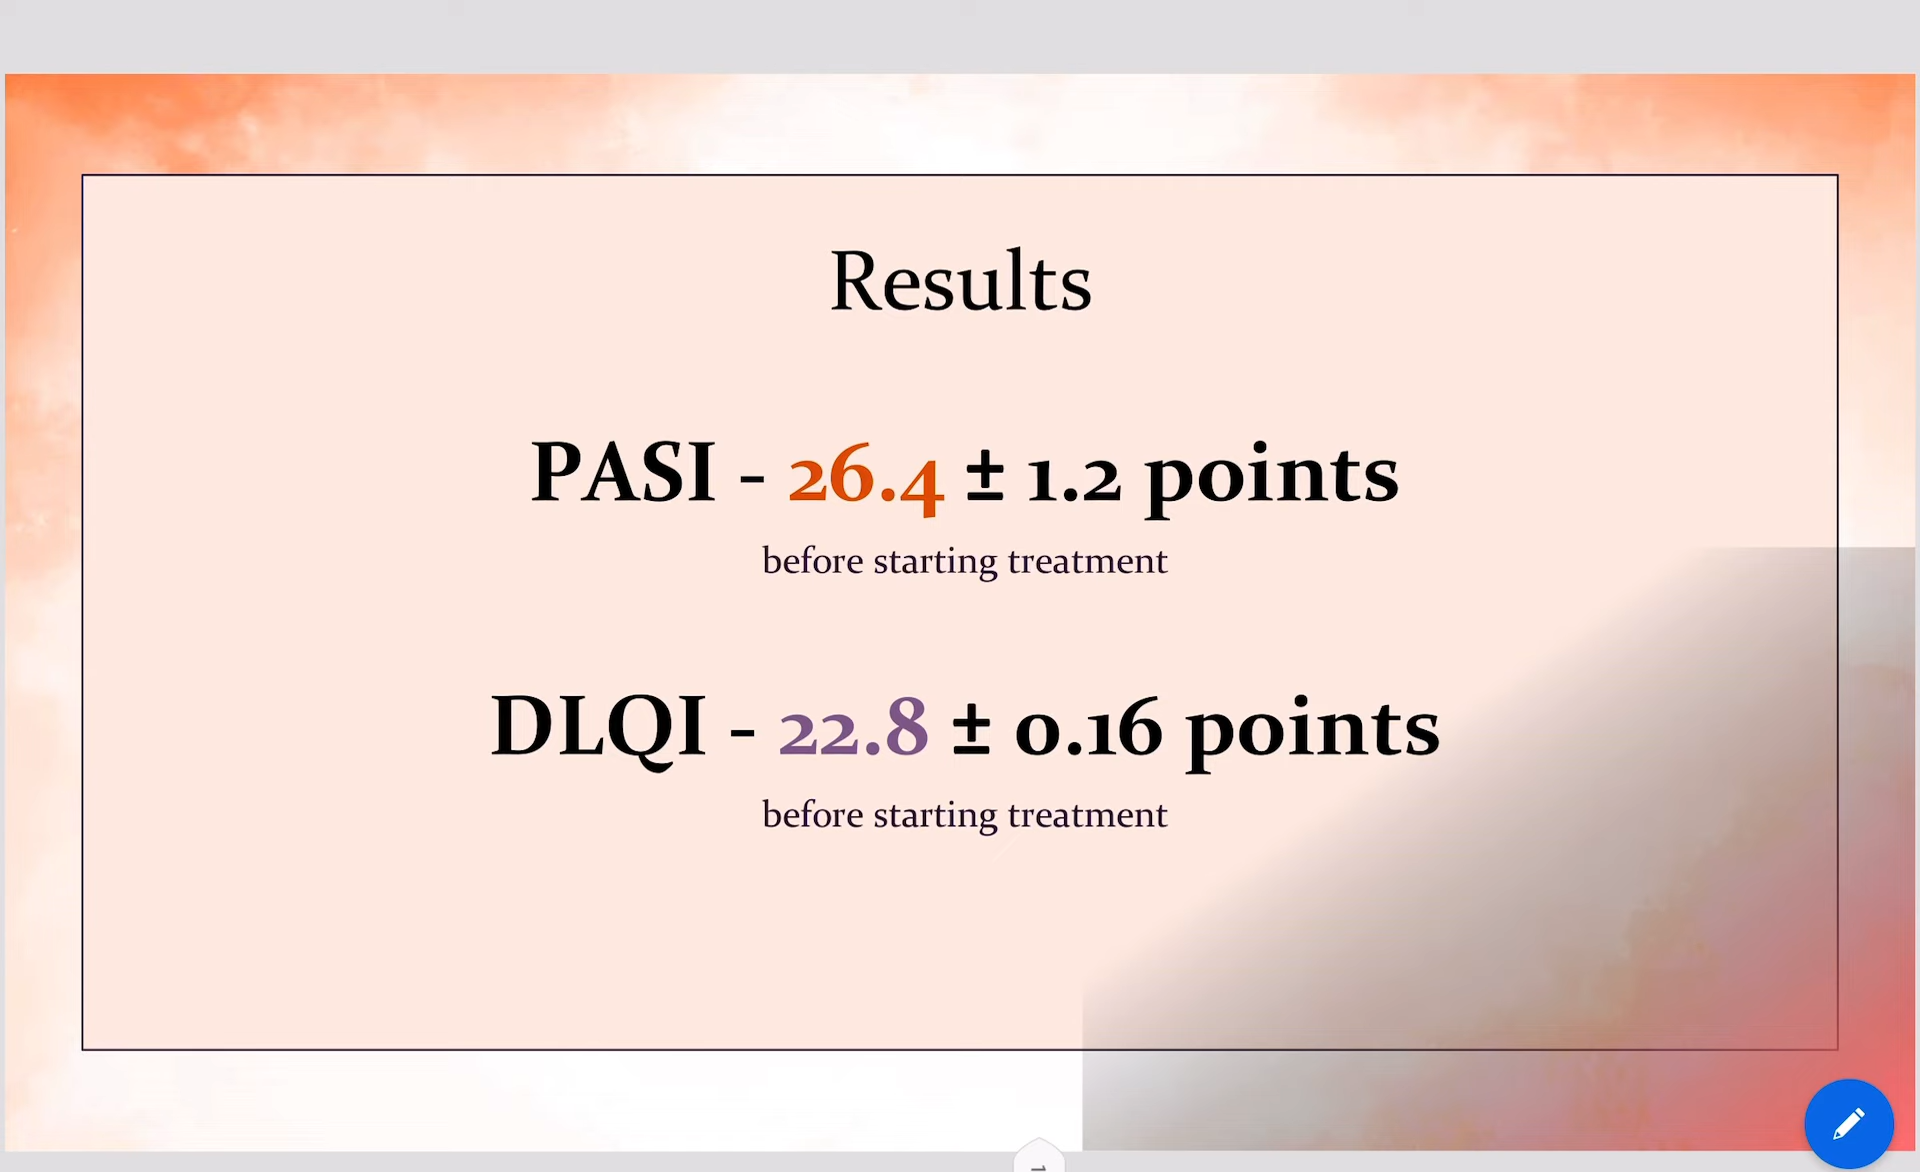 Results
PASI - 26.4 ± 1.2 points
before starting treatment
DLQI - 22.8 ± 0.16 points
before starting treatment